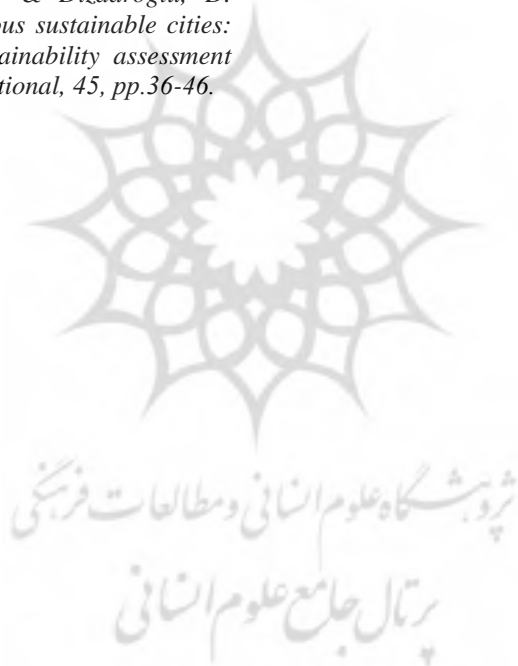 & Dizdaroglu, D.
ous sustainable cities:
ainability assessment
tional, 45, pp.36-46.
پژوهشگاه علوم انسانی و مطالعات فرهنگی
پرتال جامع علوم انسانی